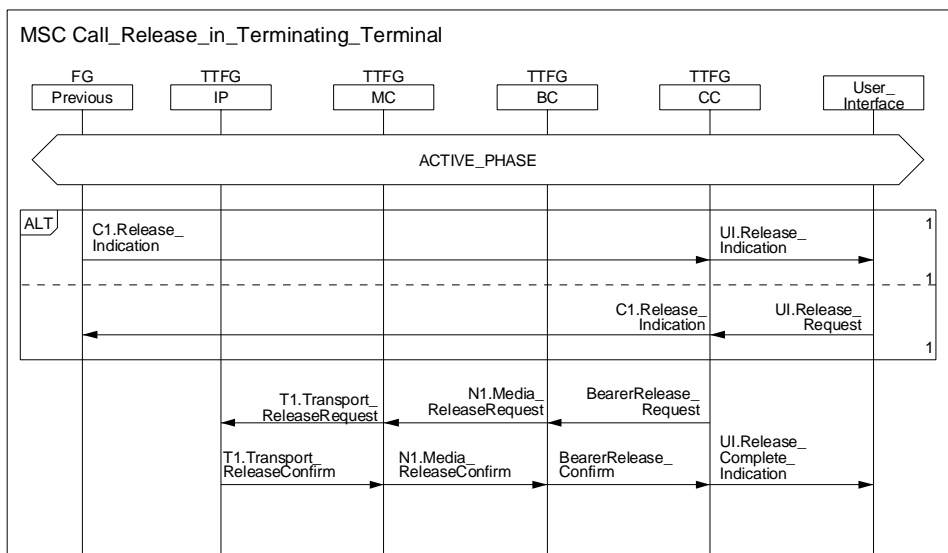 MSC Call_Release_in_Terminating_Terminal
FG TTFG TTFG TTFG TTFG
Previous IP MC BC CC User_
Interface
ACTIVE_PHASE
ALT 1
C1.Release_
Indication
UI.Release_
Indication
1
C1.Release_
Indication
UI.Release_
Request
1
T1.Transport_
ReleaseRequest
N1.Media_
ReleaseRequest
BearerRelease_
Request
T1.Transport_
ReleaseConfirm
N1.Media_
ReleaseConfirm
BearerRelease_
Confirm
UI.Release_
Complete_
Indication